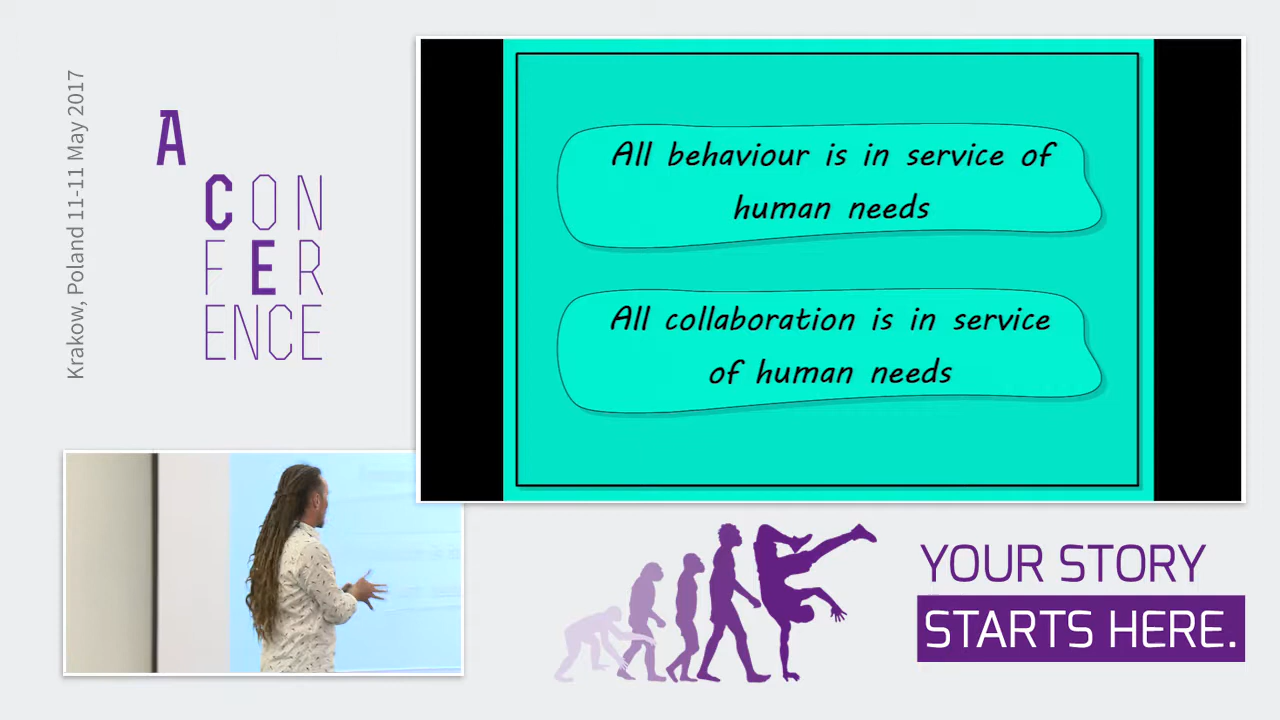 Krakow, Poland 11-11 May 2017
A
CON
FER
ENCE
All behaviour is in service of
human needs
All collaboration is in service
of human needs
YOUR STORY
STARTS HERE.